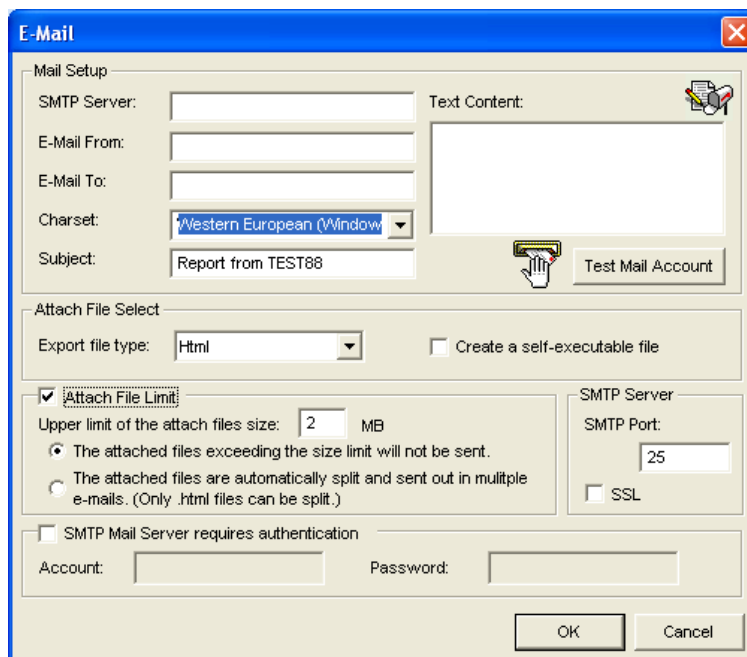 E-Mail
Mail Setup
SMTP Server:
Text Content:
E-Mail From:
E-Mail To:
Charset:
Western European (Window
Subject:
Report from TEST88
Test Mail Account
Attach File Select
Export file type:
Html
Create a self-executable file
Attach File Limit
Upper limit of the attach files size:
2
MB
The attached files exceeding the size limit will not be sent.
The attached files are automatically split and sent out in mulitple
e-mails. (Only .html files can be split.)
SMTP Server
SMTP Port:
25
SSL
SMTP Mail Server requires authentication
Account:
Password:
OK
Cancel